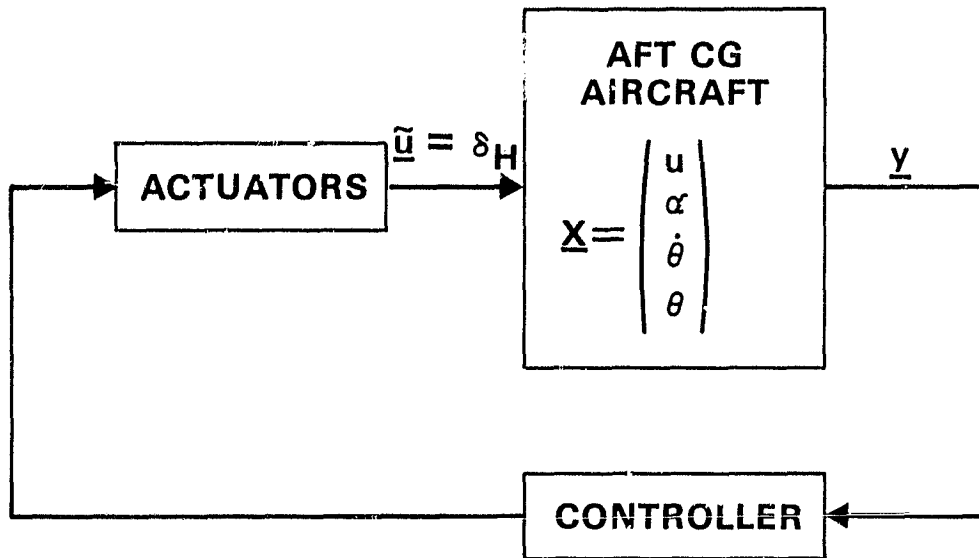 AFT CG
AIRCRAFT
ũ = δH
ACTUATORS
y
X = ( u
α
θ̇
θ )
CONTROLLER